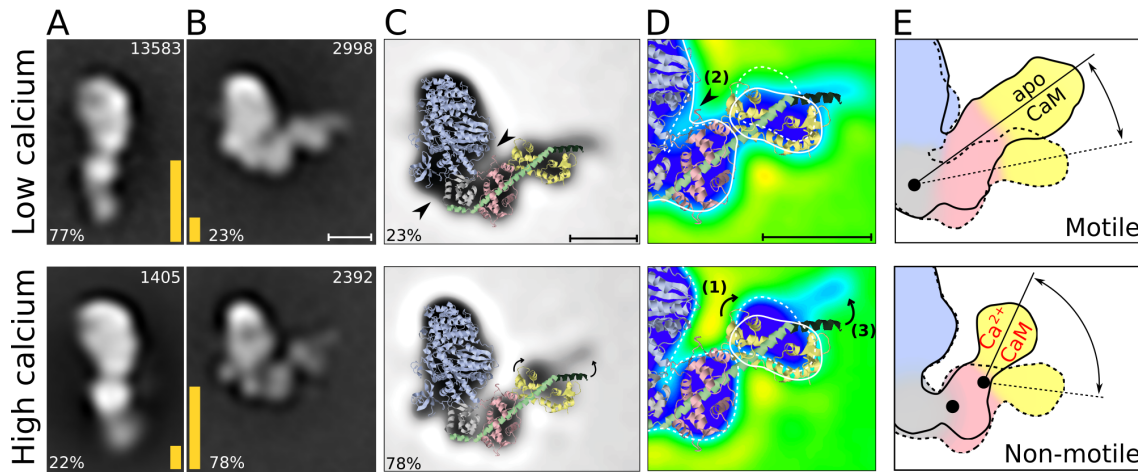 A
B
C
D
E
Low calcium
13583
77%
2998
23%
23%
(2)
apo
CaM
Motile
High calcium
1405
22%
2392
78%
78%
(1)
(3)
Ca2+
CaM
Non-motile